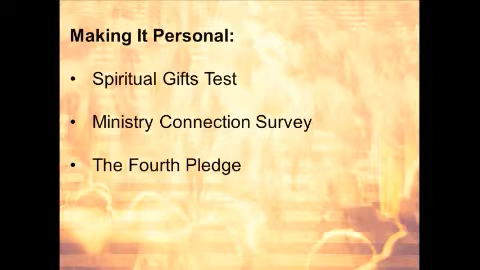 Making It Personal:
• Spiritual Gifts Test
• Ministry Connection Survey
• The Fourth Pledge